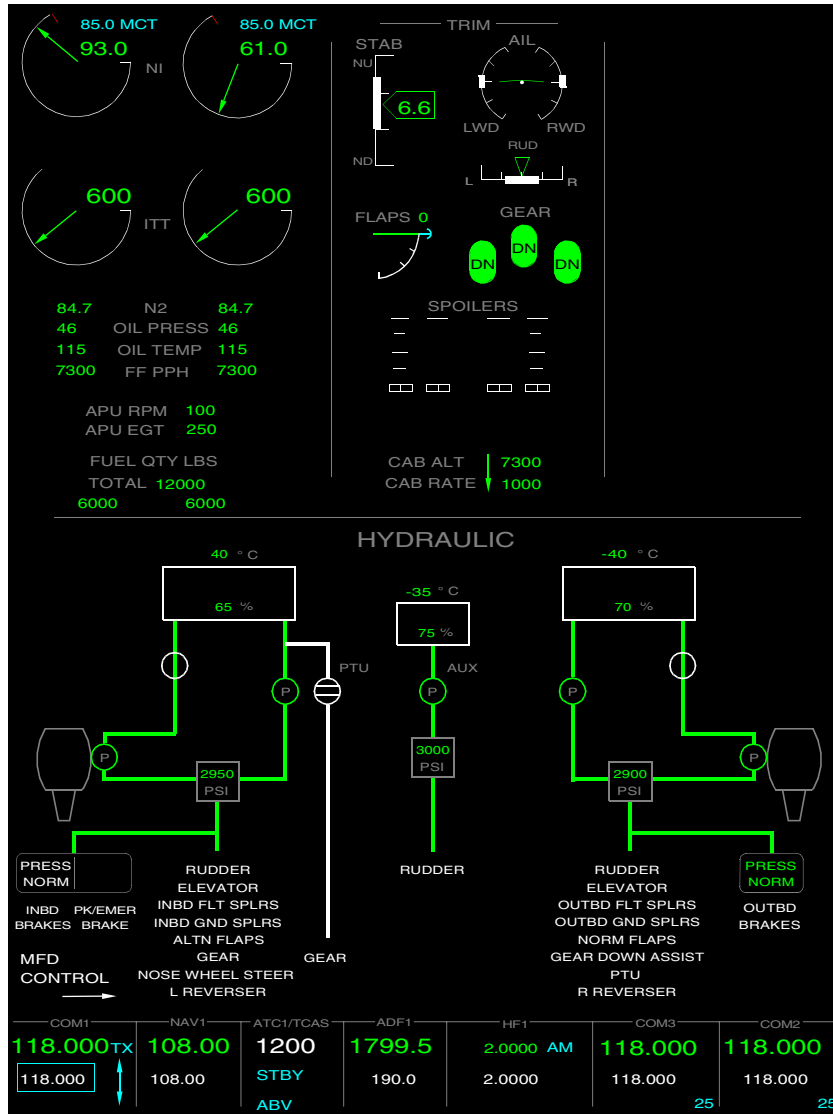 85.0 MCT 85.0 MCT
93.0 NI 61.0
600 ITT 600
84.7 N2 84.7
46 OIL PRESS 46
115 OIL TEMP 115
7300 FF PPH 7300
APU RPM 100
APU EGT 250
FUEL QTY LBS
TOTAL 12000
6000 6000
TRIM
STAB AIL
NU
6.6
LWD RWD
RUD
ND
L R
FLAPS 0 GEAR
DN DN DN
SPOILERS
CAB ALT 7300
CAB RATE 1000
HYDRAULIC
40 °C -35 °C -40 °C
65 % 75 % 70 %
PTU AUX
P P P P
P P
2950 PSI 3000 PSI 2900 PSI
PRESS NORM
INBD BRAKES
PK/EMER BRAKE
RUDDER
ELEVATOR
INBD FLT SPLRS
INBD GND SPLRS
ALTN FLAPS
GEAR
NOSE WHEEL STEER
L REVERSER
GEAR
RUDDER
RUDDER
ELEVATOR
OUTBD FLT SPLRS
OUTBD GND SPLRS
NORM FLAPS
GEAR DOWN ASSIST
PTU
R REVERSER
PRESS NORM
OUTBD BRAKES
MFD
CONTROL
COM1 NAV1 ATC1/TCAS ADF1 HF1 COM3 COM2
118.000 TX 108.00 1200 1799.5 2.0000 AM 118.000 118.000
118.000 108.00 STBY 190.0 2.0000 118.000 118.000
ABV 25 25